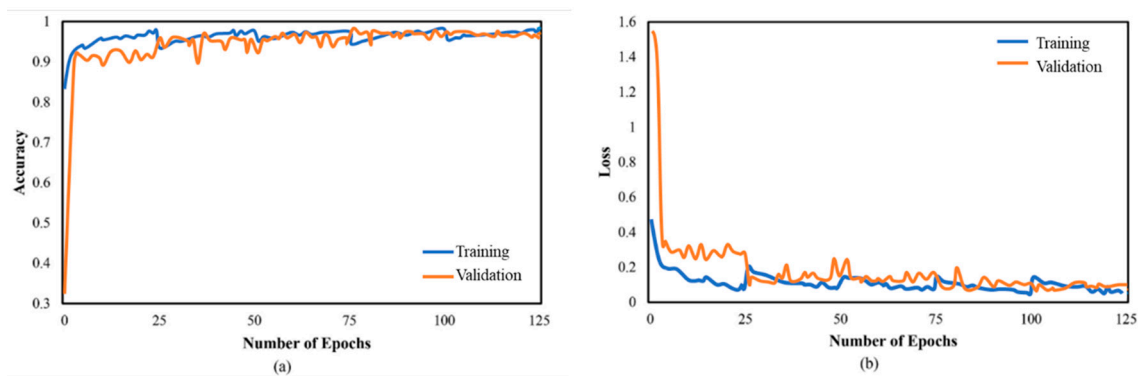 1
0.9
0.8
0.7
0.6
0.5
0.4
0.3
Accuracy
Training
Validation
0 25 50 75 100 125
Number of Epochs
(a)
1.6
1.4
1.2
1
0.8
0.6
0.4
0.2
0
Loss
Training
Validation
0 25 50 75 100 125
Number of Epochs
(b)